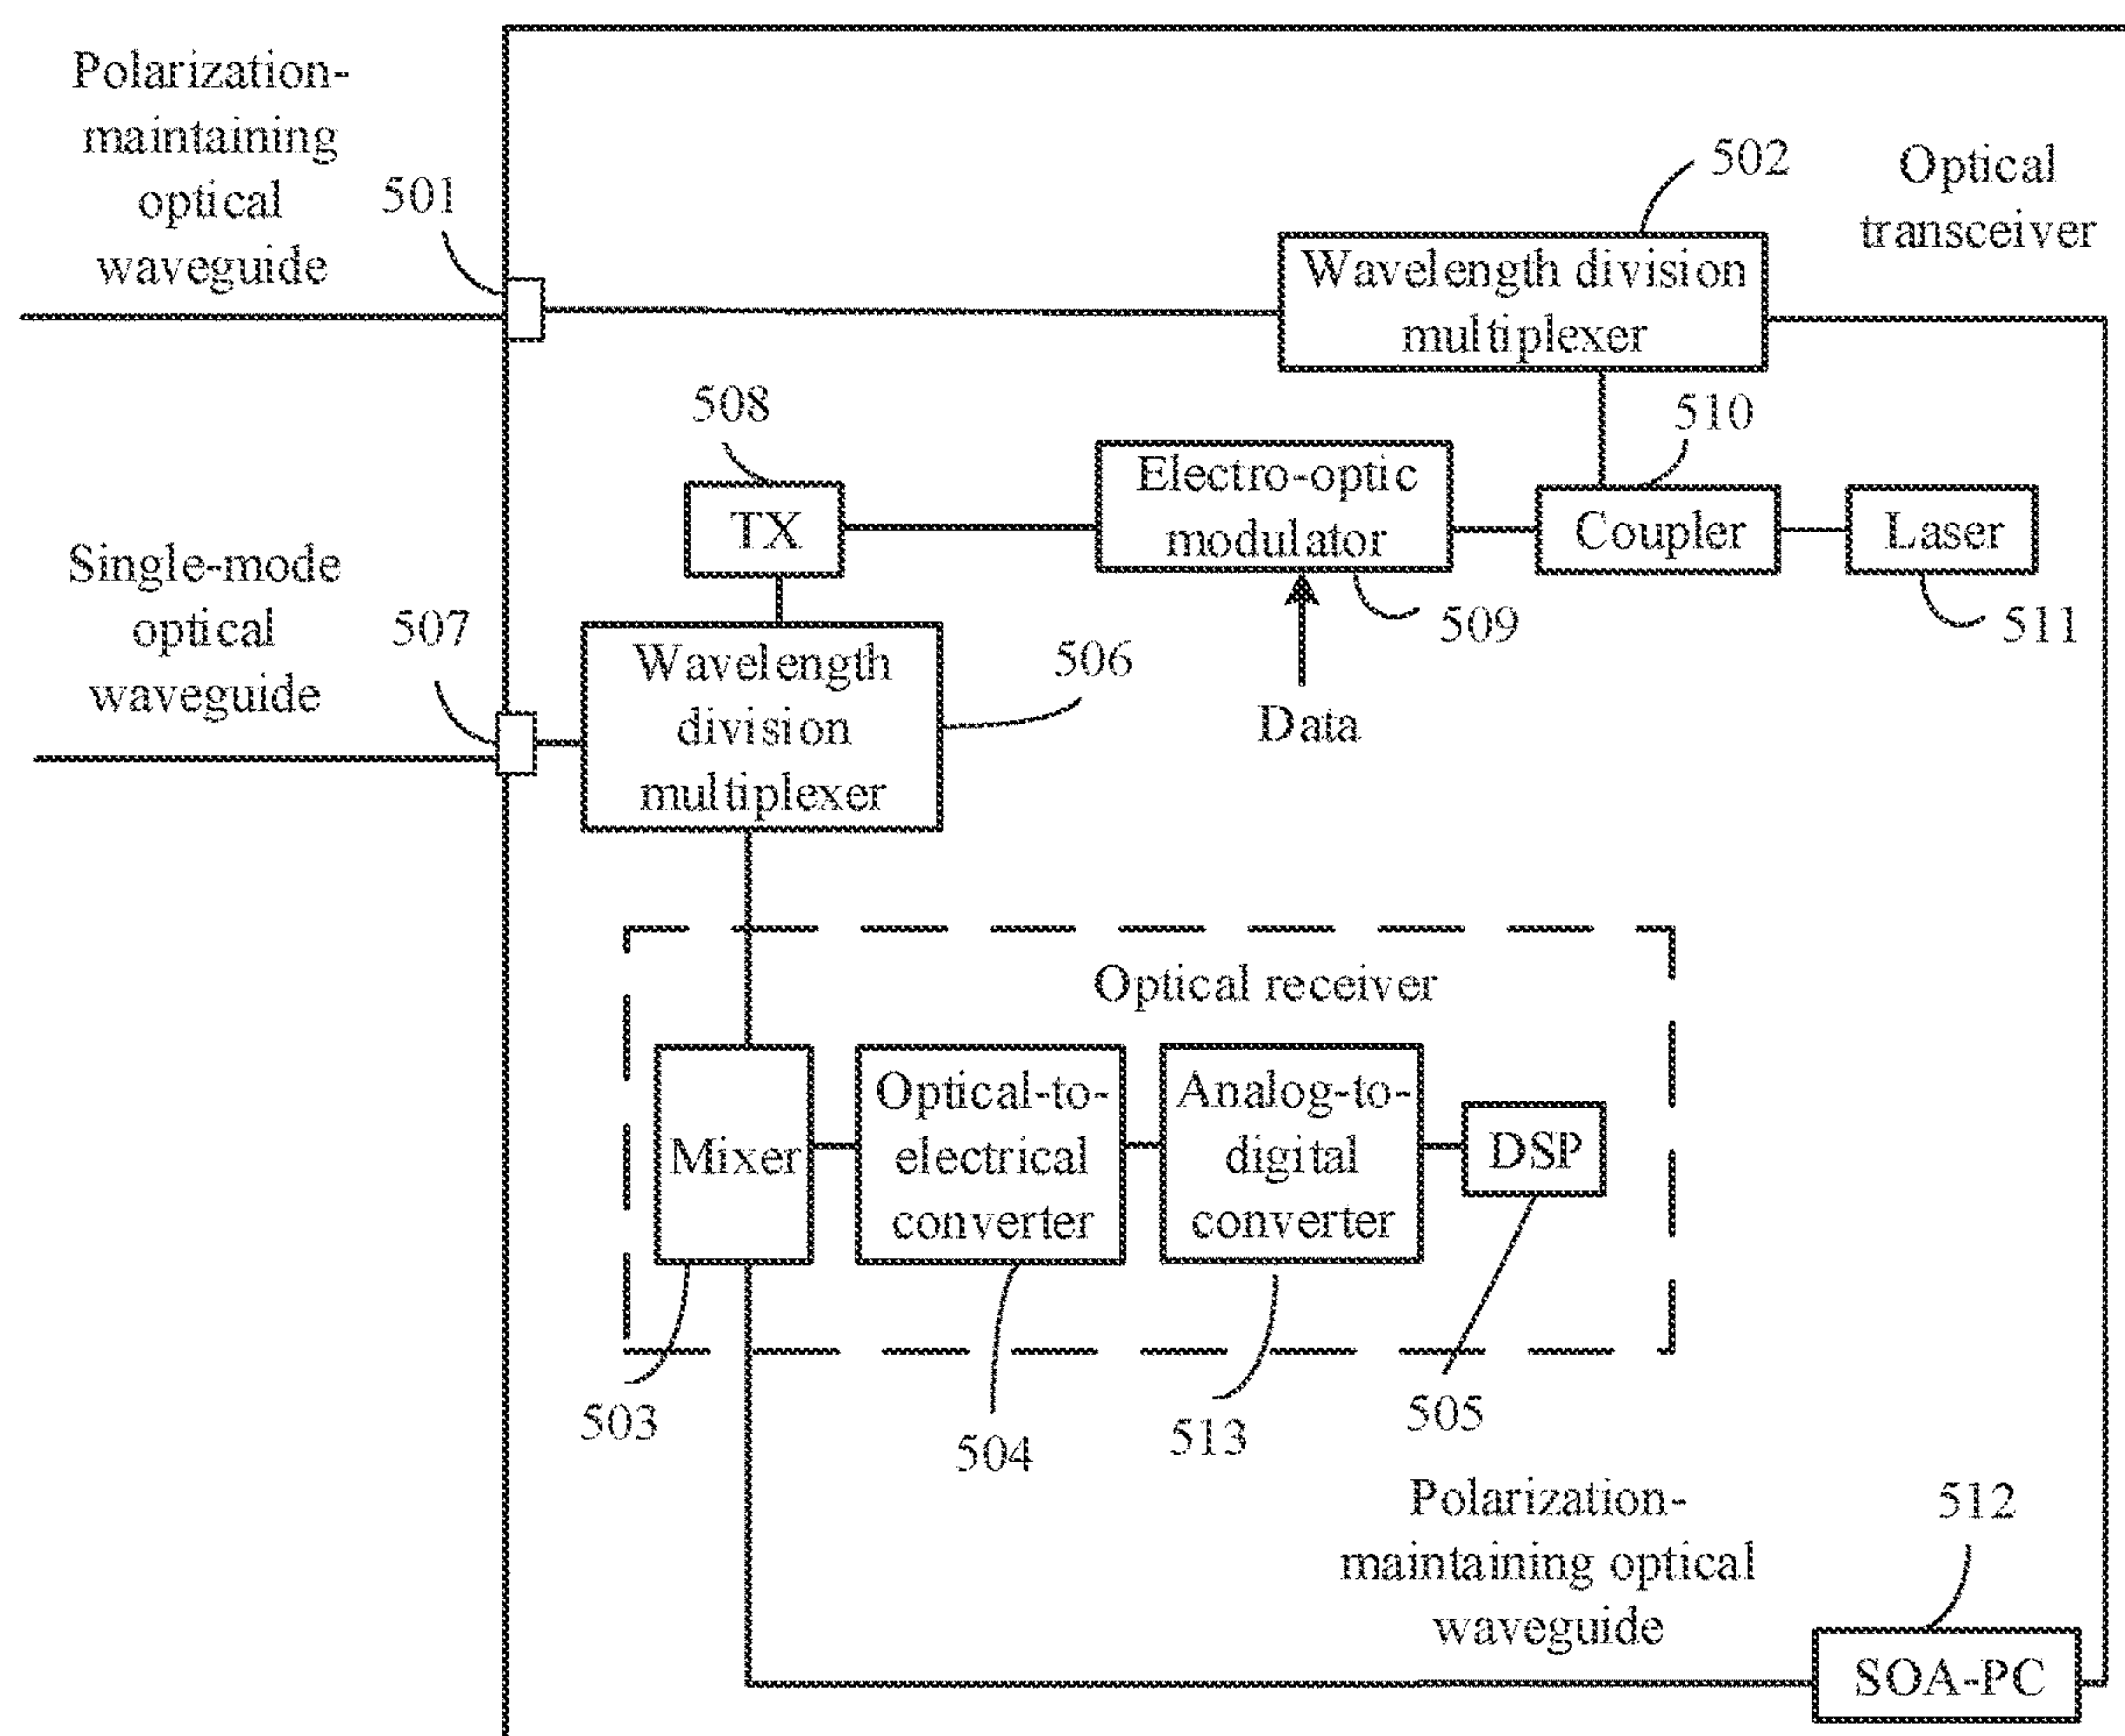 Polarization-
maintaining
optical
waveguide
501
502
Optical
transceiver
Wavelength division
multiplexer
508
510
TX
Electro-optic
modulator
Coupler
Laser
Single-mode
optical
waveguide
507
509
511
Wavelength
division
multiplexer
506
Data
Optical receiver
Mixer
Optical-to-
electrical
converter
Analog-to-
digital
converter
DSP
503
504
513
505
Polarization-
maintaining optical
waveguide
512
SOA-PC